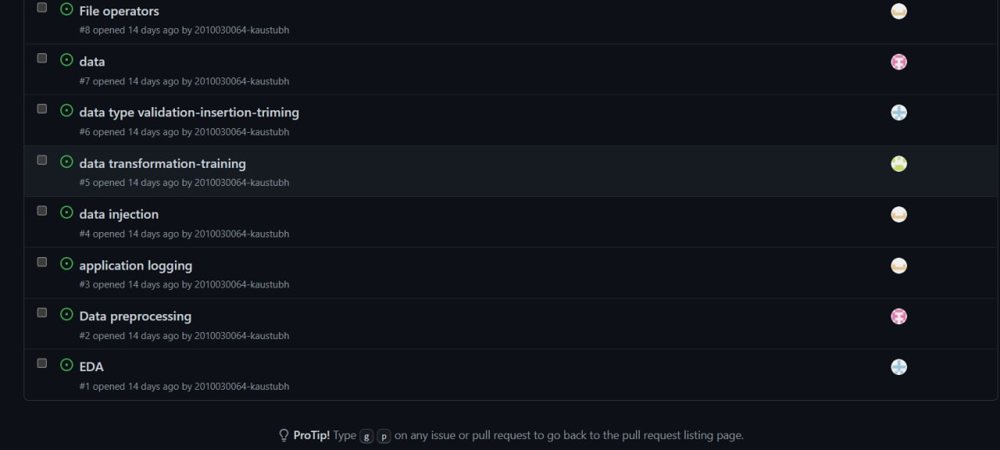 File operators
#8 opened 14 days ago by 2010030064-kaustubh
data
#7 opened 14 days ago by 2010030064-kaustubh
data type validation-insertion-triming
#6 opened 14 days ago by 2010030064-kaustubh
data transformation-training
#5 opened 14 days ago by 2010030064-kaustubh
data injection
#4 opened 14 days ago by 2010030064-kaustubh
application logging
#3 opened 14 days ago by 2010030064-kaustubh
Data preprocessing
#2 opened 14 days ago by 2010030064-kaustubh
EDA
#1 opened 14 days ago by 2010030064-kaustubh
ProTip! Type g p on any issue or pull request to go back to the pull request listing page.